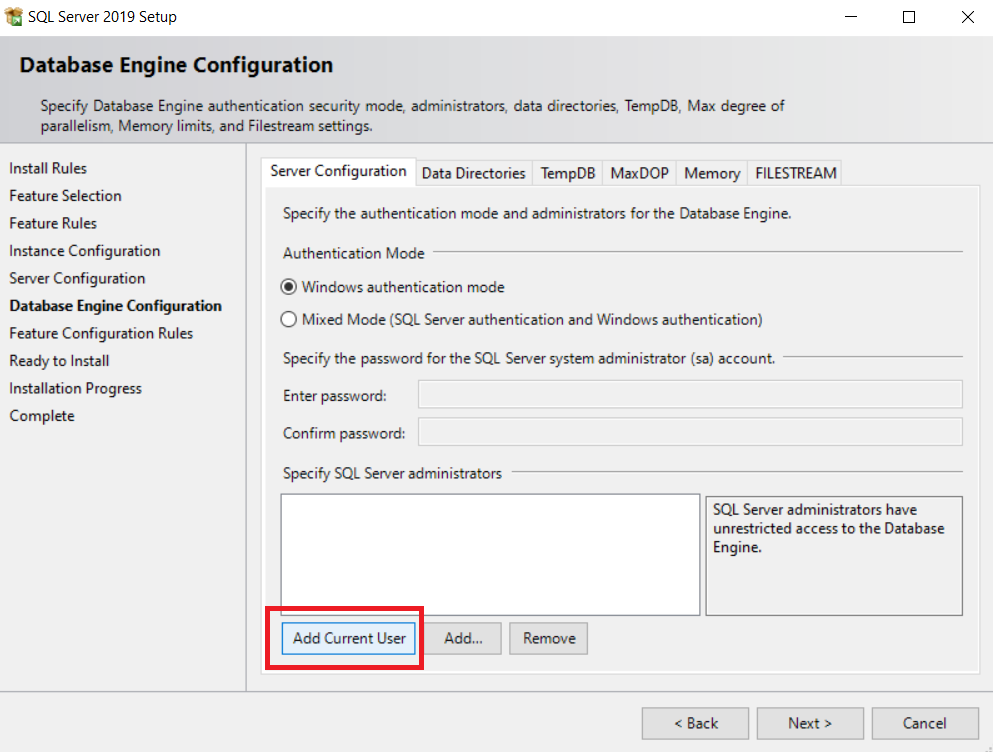 SQL Server 2019 Setup
Database Engine Configuration
Specify Database Engine authentication security mode, administrators, data directories, TempDB, Max degree of
parallelism, Memory limits, and Filestream settings.
Install Rules
Feature Selection
Feature Rules
Instance Configuration
Server Configuration
Database Engine Configuration
Feature Configuration Rules
Ready to Install
Installation Progress
Complete
Server Configuration Data Directories TempDB MaxDOP Memory FILESTREAM
Specify the authentication mode and administrators for the Database Engine.
Authentication Mode
Windows authentication mode
Mixed Mode (SQL Server authentication and Windows authentication)
Specify the password for the SQL Server system administrator (sa) account.
Enter password:
Confirm password:
Specify SQL Server administrators
SQL Server administrators have
unrestricted access to the Database
Engine.
Add Current User Add... Remove
< Back Next > Cancel